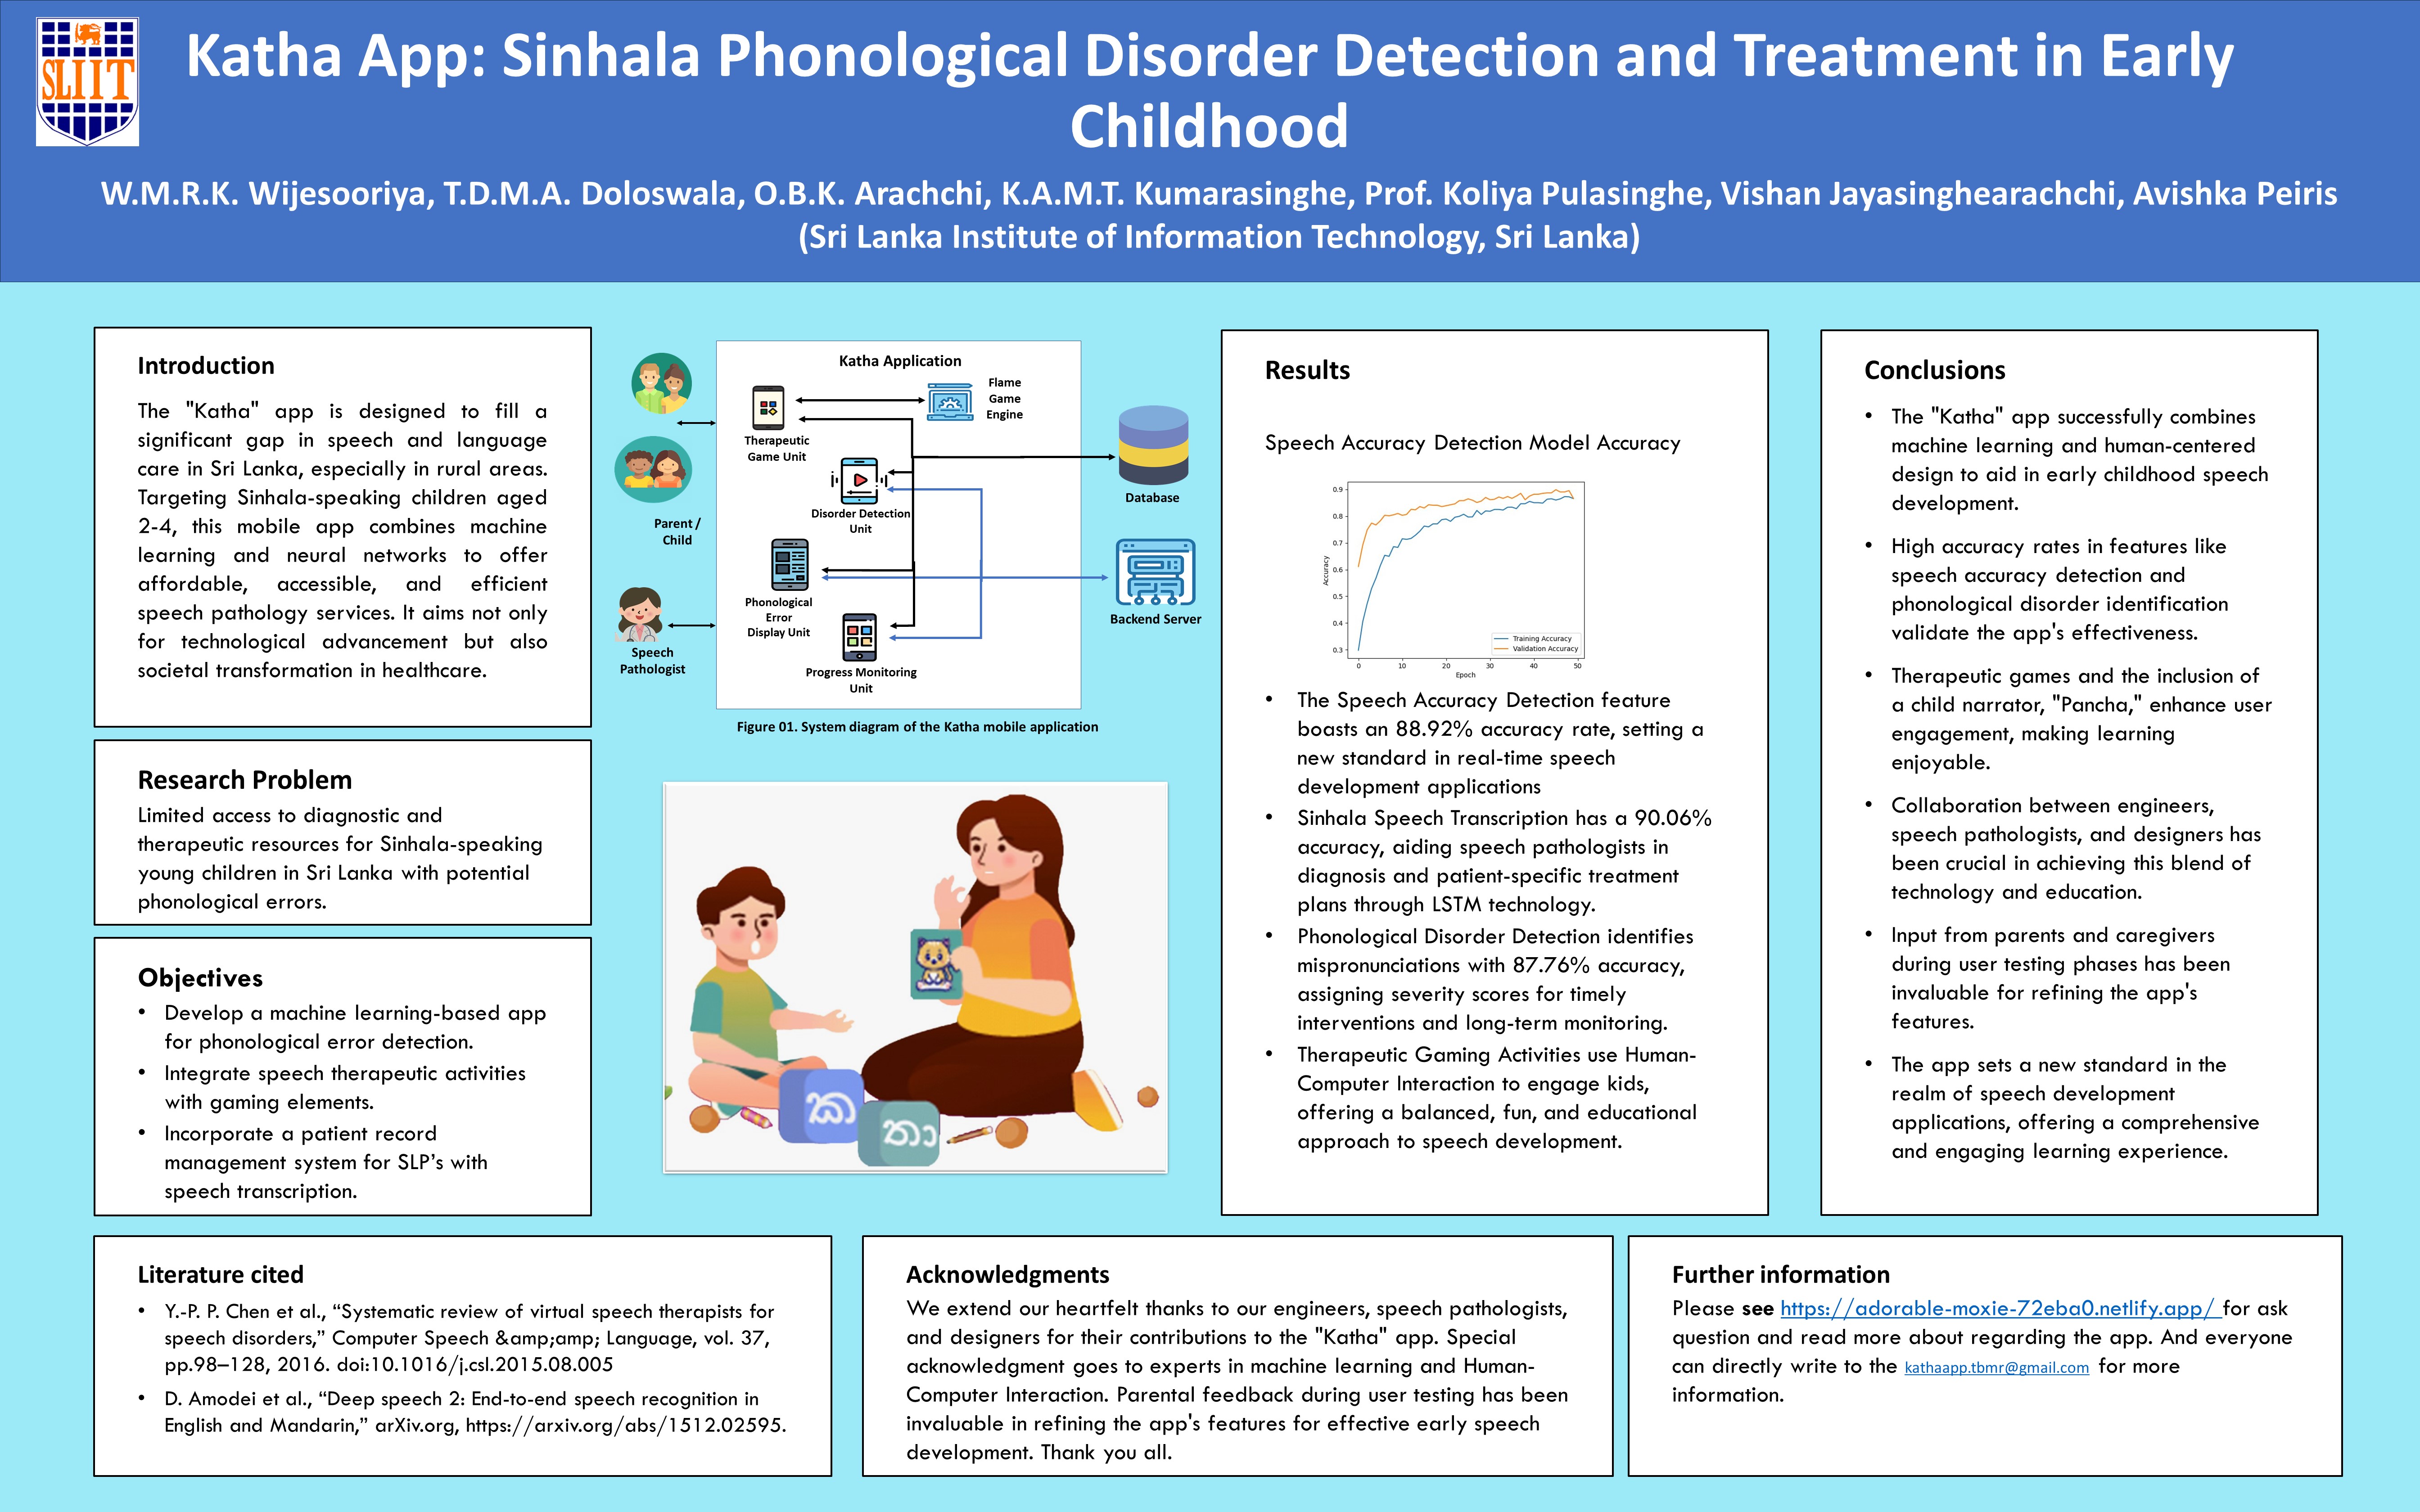 SLIIT
Katha App: Sinhala Phonological Disorder Detection and Treatment in Early
Childhood
W.M.R.K. Wijesooriya, T.D.M.A. Doloswala, O.B.K. Arachchi, K.A.M.T. Kumarasinghe, Prof. Koliya Pulasinghe, Vishan Jayasinghearachchi, Avishka Peiris
(Sri Lanka Institute of Information Technology, Sri Lanka)
Introduction
The "Katha" app is designed to fill a
significant gap in speech and language
care in Sri Lanka, especially in rural areas.
Targeting Sinhala-speaking children aged
2-4, this mobile app combines machine
learning and neural networks to offer
affordable, accessible, and efficient
speech pathology services. It aims not only
for technological advancement but also
societal transformation in healthcare.
Research Problem
Limited access to diagnostic and
therapeutic resources for Sinhala-speaking
young children in Sri Lanka with potential
phonological errors.
Objectives
• Develop a machine learning-based app
for phonological error detection.
• Integrate speech therapeutic activities
with gaming elements.
• Incorporate a patient record
management system for SLP's with
speech transcription.
Katha Application
Flame
Game
Engine
Therapeutic
Game Unit
Disorder Detection
Unit
Phonological
Error
Display Unit
Progress Monitoring
Unit
Parent /
Child
Speech
Pathologist
Database
Backend Server
Figure 01. System diagram of the Katha mobile application
ක
තා
Results
Speech Accuracy Detection Model Accuracy
0.9
0.8
0.7
0.6
0.5
0.4
0.3
Accuracy
Training Accuracy
Validation Accuracy
0 10 20 30 40 50
Epoch
• The Speech Accuracy Detection feature
boasts an 88.92% accuracy rate, setting a
new standard in real-time speech
development applications
• Sinhala Speech Transcription has a 90.06%
accuracy, aiding speech pathologists in
diagnosis and patient-specific treatment
plans through LSTM technology.
• Phonological Disorder Detection identifies
mispronunciations with 87.76% accuracy,
assigning severity scores for timely
interventions and long-term monitoring.
• Therapeutic Gaming Activities use Human-
Computer Interaction to engage kids,
offering a balanced, fun, and educational
approach to speech development.
Conclusions
• The "Katha" app successfully combines
machine learning and human-centered
design to aid in early childhood speech
development.
• High accuracy rates in features like
speech accuracy detection and
phonological disorder identification
validate the app's effectiveness.
• Therapeutic games and the inclusion of
a child narrator, "Pancha," enhance user
engagement, making learning
enjoyable.
• Collaboration between engineers,
speech pathologists, and designers has
been crucial in achieving this blend of
technology and education.
• Input from parents and caregivers
during user testing phases has been
invaluable for refining the app's
features.
• The app sets a new standard in the
realm of speech development
applications, offering a comprehensive
and engaging learning experience.
Literature cited
• Y.-P. P. Chen et al., “Systematic review of virtual speech therapists for
speech disorders,” Computer Speech &amp;amp; Language, vol. 37,
pp.98–128, 2016. doi:10.1016/j.csl.2015.08.005
• D. Amodei et al., “Deep speech 2: End-to-end speech recognition in
English and Mandarin,” arXiv.org, https://arxiv.org/abs/1512.02595.
Acknowledgments
We extend our heartfelt thanks to our engineers, speech pathologists,
and designers for their contributions to the "Katha" app. Special
acknowledgment goes to experts in machine learning and Human-
Computer Interaction. Parental feedback during user testing has been
invaluable in refining the app's features for effective early speech
development. Thank you all.
Further information
Please see https://adorable-moxie-72eba0.netlify.app/ for ask
question and read more about regarding the app. And everyone
can directly write to the kathaapp.tbmr@gmail.com for more
information.